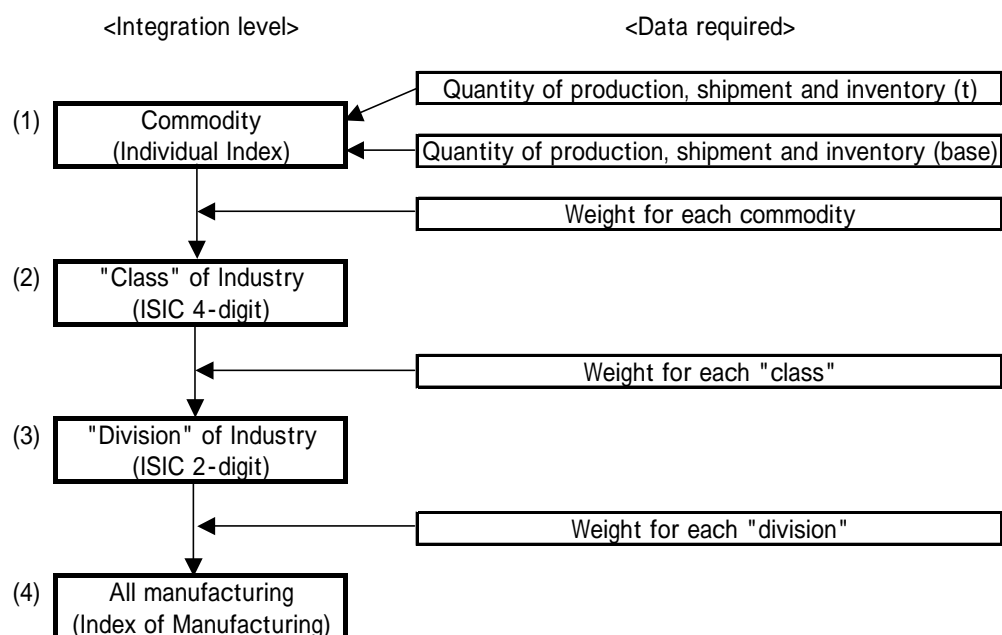 <Integration level>
<Data required>
Quantity of production, shipment and inventory (t)
(1)
Commodity
(Individual Index)
Quantity of production, shipment and inventory (base)
Weight for each commodity
(2)
"Class" of Industry
(ISIC 4-digit)
Weight for each "class"
(3)
"Division" of Industry
(ISIC 2-digit)
Weight for each "division"
(4)
All manufacturing
(Index of Manufacturing)